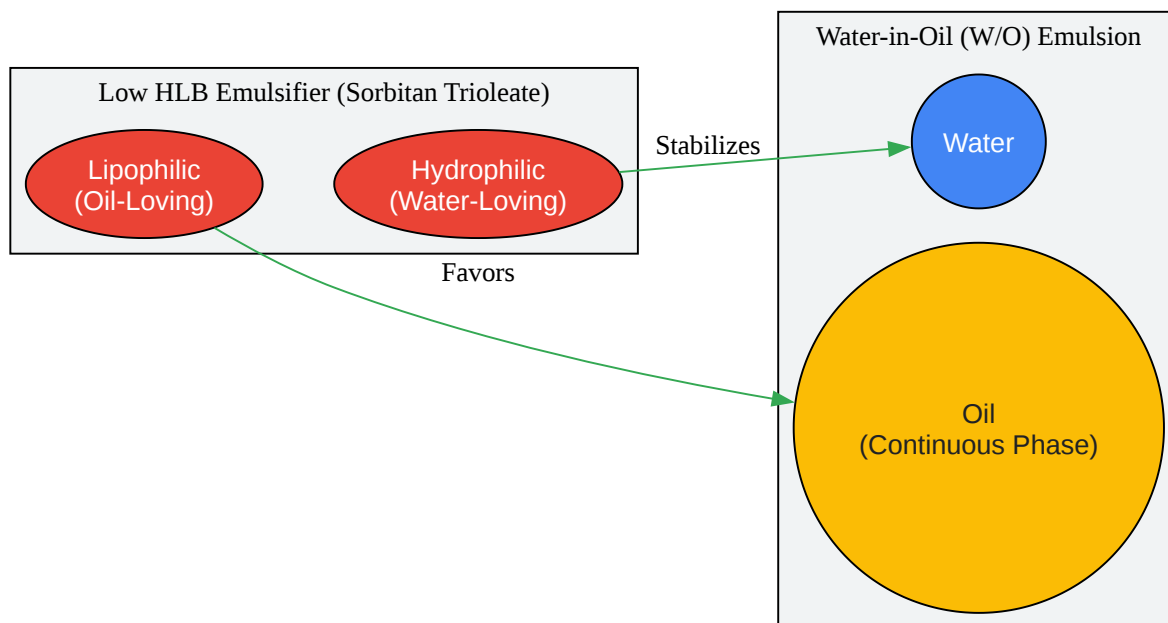 Low HLB Emulsifier (Sorbitan Trioleate)
Lipophilic
(Oil-Loving)
Hydrophilic
(Water-Loving)
Stabilizes
Favors
Water-in-Oil (W/O) Emulsion
Water
Oil
(Continuous Phase)